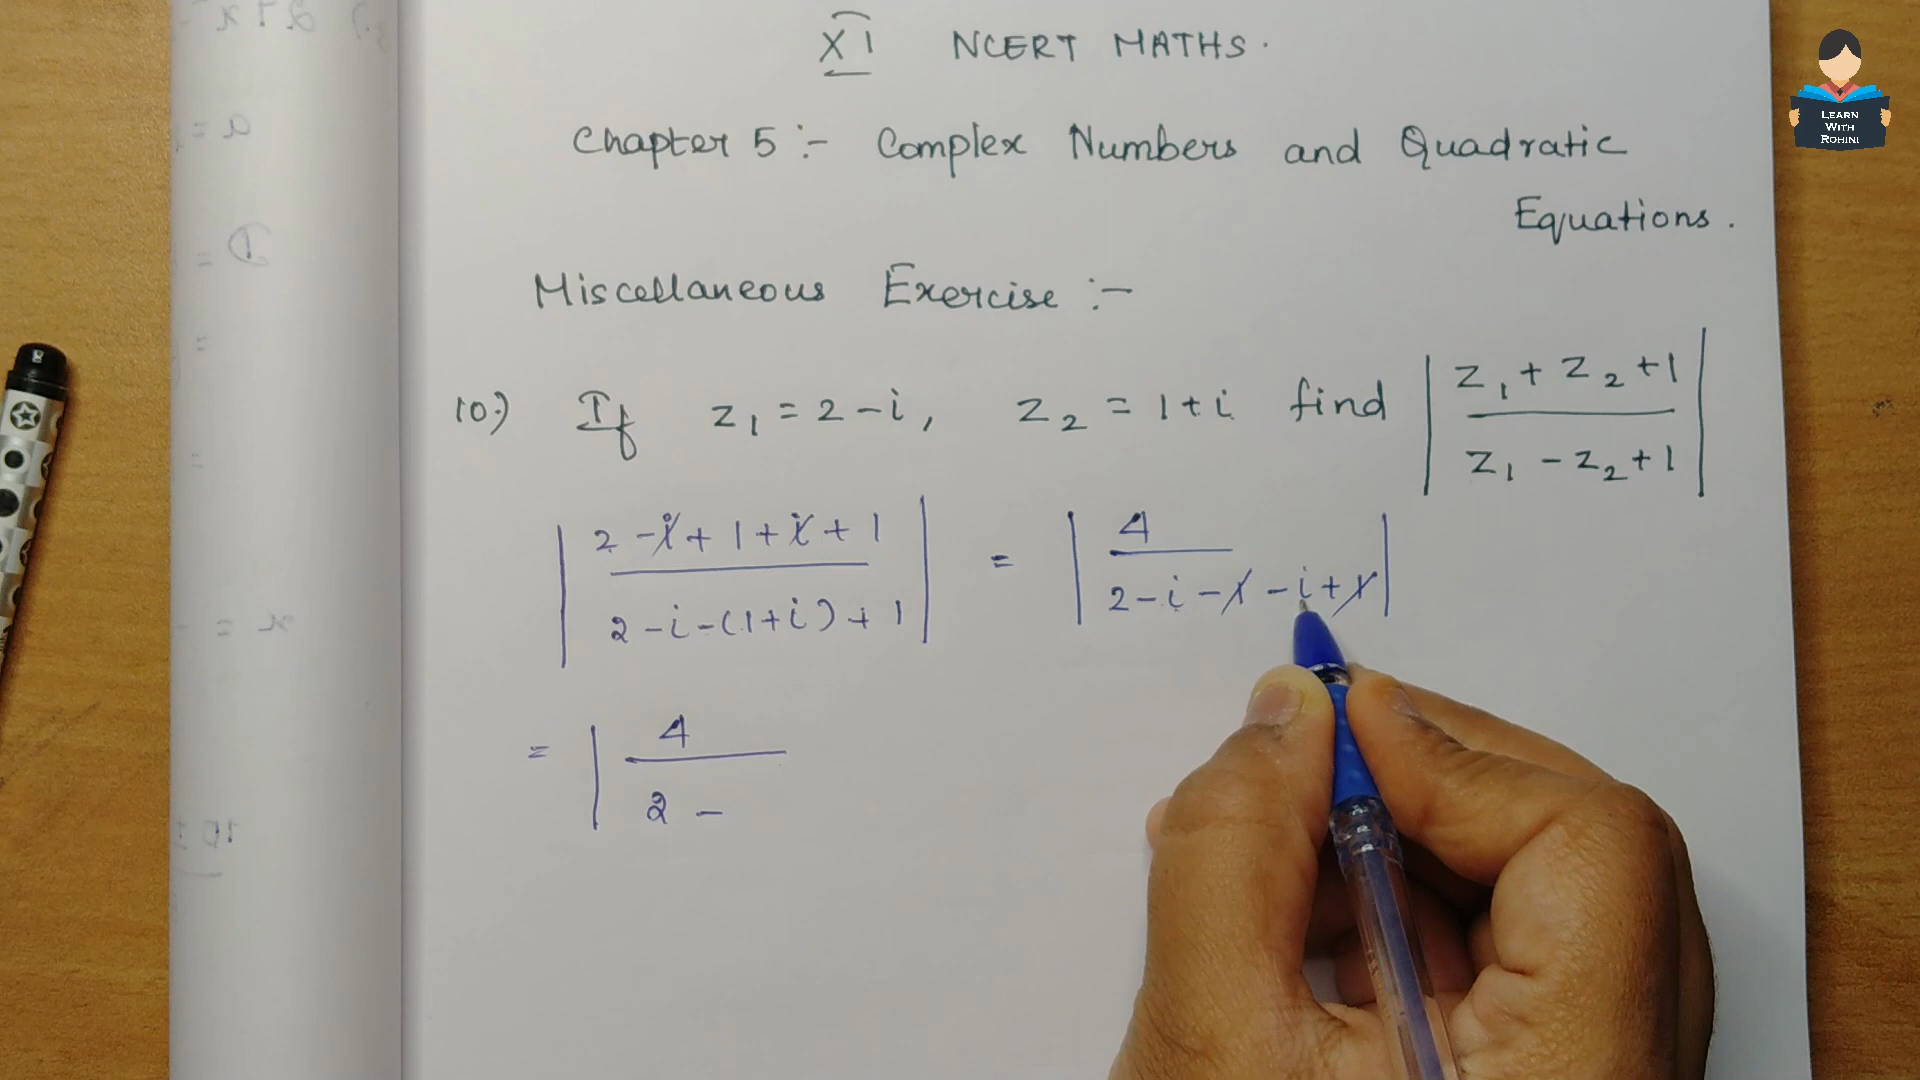 XI NCERT MATHS.
Chapter 5 :- Complex Numbers and Quadratic
Equations.
Miscellaneous Exercise :-
10.) If z₁ = 2 - i, z₂ = 1 + i find | (z₁ + z₂ + 1) / (z₁ - z₂ + 1) |
| (2 - i + 1 + i + 1) / (2 - i - (1 + i) + 1) | = | 4 / (2 - i - 1 - i + 1) |
= | 4 / 2 -
LEARN
WITH
ROHINI